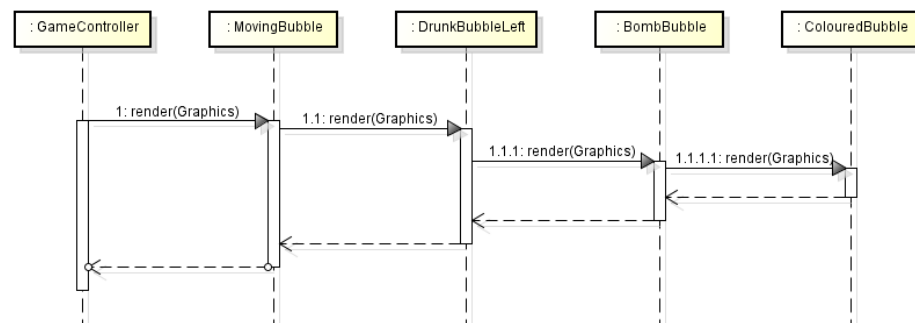 : GameController
: MovingBubble
: DrunkBubbleLeft
: BombBubble
: ColouredBubble
1: render(Graphics)
1.1: render(Graphics)
1.1.1: render(Graphics)
1.1.1.1: render(Graphics)